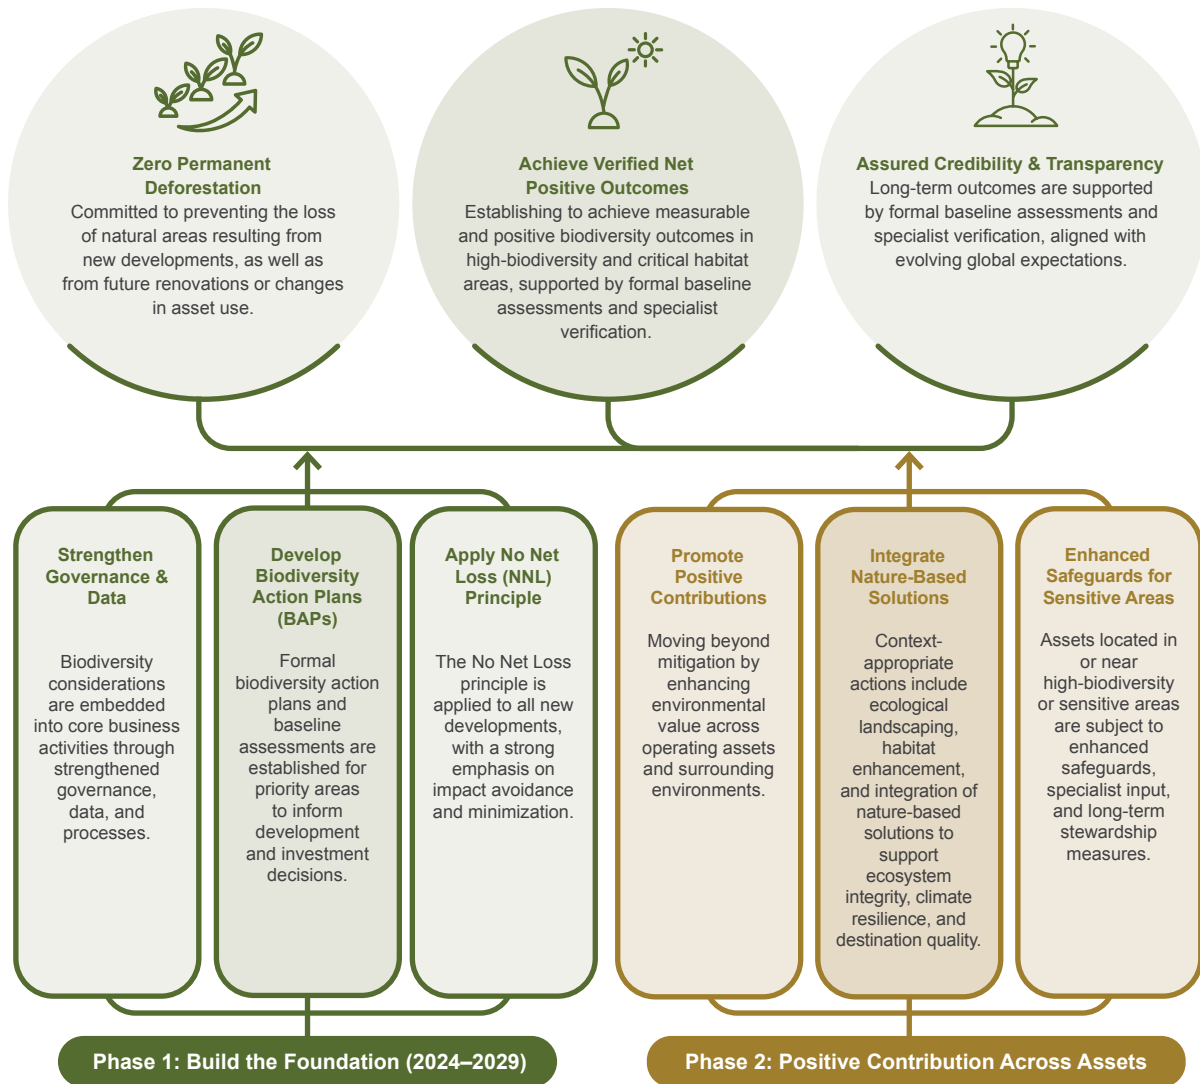 Zero Permanent
Deforestation
Committed to preventing the loss
of natural areas resulting from
new developments, as well as
from future renovations or changes
in asset use.
Achieve Verified Net
Positive Outcomes
Establishing to achieve measurable
and positive biodiversity outcomes in
high-biodiversity and critical habitat
areas, supported by formal baseline
assessments and specialist
verification.
Assured Credibility & Transparency
Long-term outcomes are supported
by formal baseline assessments and
specialist verification, aligned with
evolving global expectations.
Strengthen
Governance &
Data
Biodiversity
considerations
are embedded
into core business
activities through
strengthened
governance,
data, and
processes.
Develop
Biodiversity
Action Plans
(BAPs)
Formal
biodiversity action
plans and
baseline
assessments are
established for
priority areas
to inform
development
and investment
decisions.
Apply No Net
Loss (NNL)
Principle
The No Net Loss
principle is
applied to all new
developments,
with a strong
emphasis on
impact avoidance
and minimization.
Promote
Positive
Contributions
Moving beyond
mitigation by
enhancing
environmental
value across
operating assets
and surrounding
environments.
Integrate
Nature-Based
Solutions
Context-
appropriate
actions include
ecological
landscaping,
habitat
enhancement,
and integration of
nature-based
solutions to
support
ecosystem
integrity, climate
resilience, and
destination quality.
Enhanced
Safeguards for
Sensitive Areas
Assets located in
or near
high-biodiversity
or sensitive areas
are subject to
enhanced
safeguards,
specialist input,
and long-term
stewardship
measures.
Phase 1: Build the Foundation (2024–2029)
Phase 2: Positive Contribution Across Assets